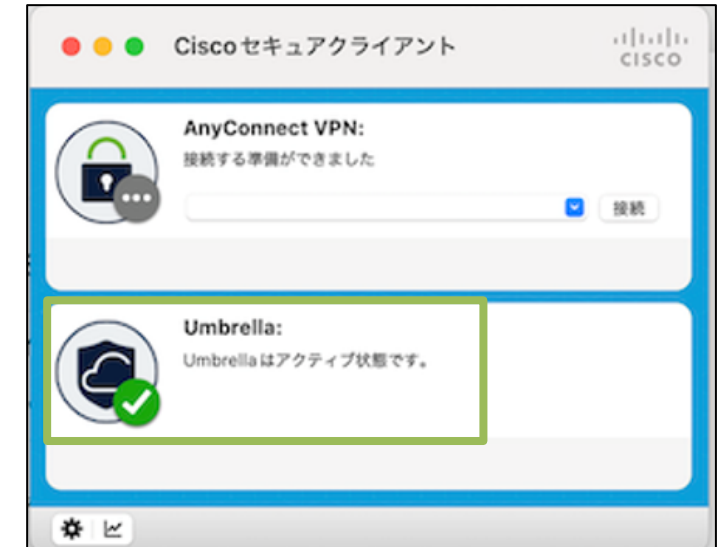 Cisco セキュアクライアント
CISCO
AnyConnect VPN:
接続する準備ができました
接続
Umbrella:
Umbrella はアクティブ状態です。